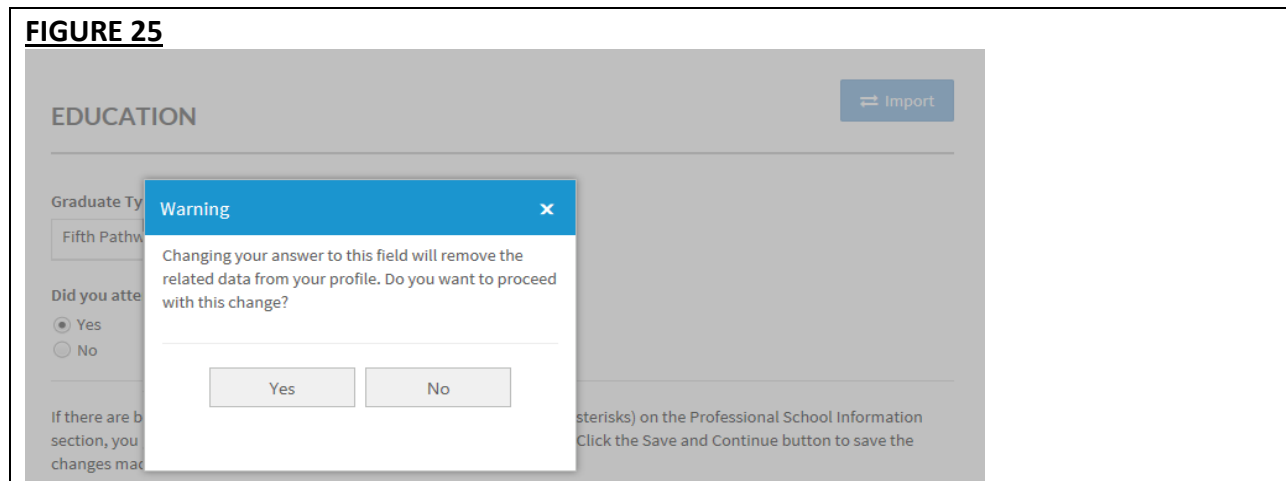 FIGURE 25
EDUCATION
Import
Graduate Ty
Fifth Pathw
Warning
Changing your answer to this field will remove the
related data from your profile. Do you want to proceed
with this change?
Yes
No
Did you atte
Yes
No
If there are b
sterisks) on the Professional School Information
section, you
Click the Save and Continue button to save the
changes mad